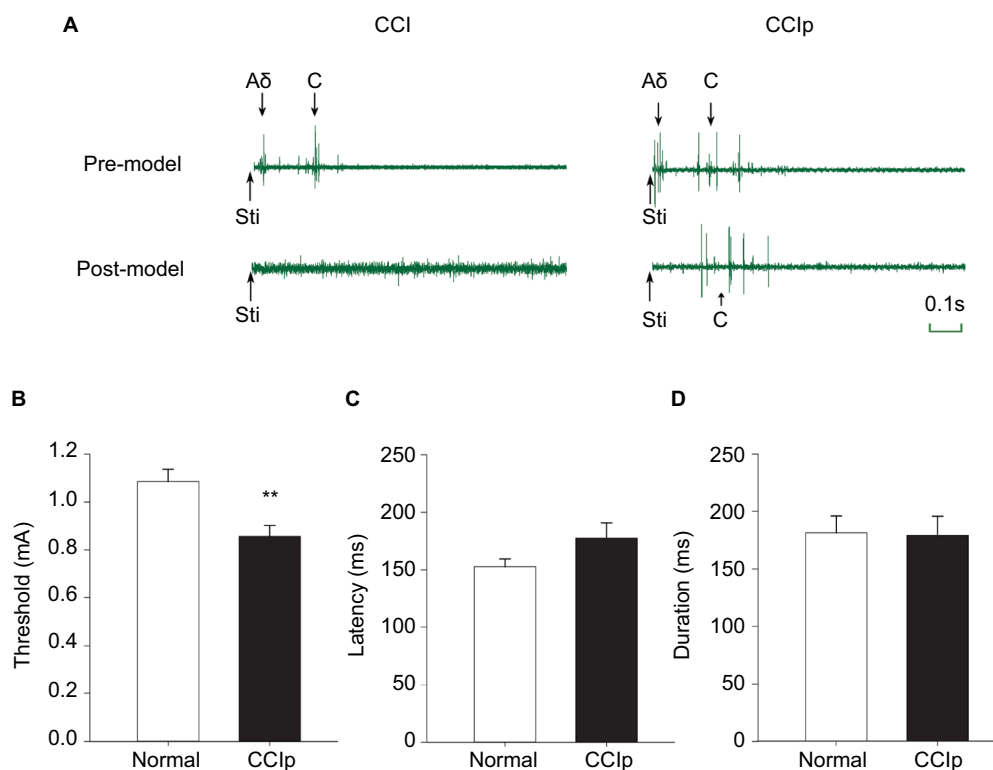 A
CCI
CCIp
Aδ C
Aδ C
Pre-model
Sti
Sti
Post-model
Sti
Sti
C
0.1s
B
C
D
Threshold (mA)
1.2
1.0
0.8
0.6
0.4
0.2
0.0
**
Normal CCIp
Latency (ms)
250
200
150
100
50
0
Normal CCIp
Duration (ms)
250
200
150
100
50
0
Normal CCIp